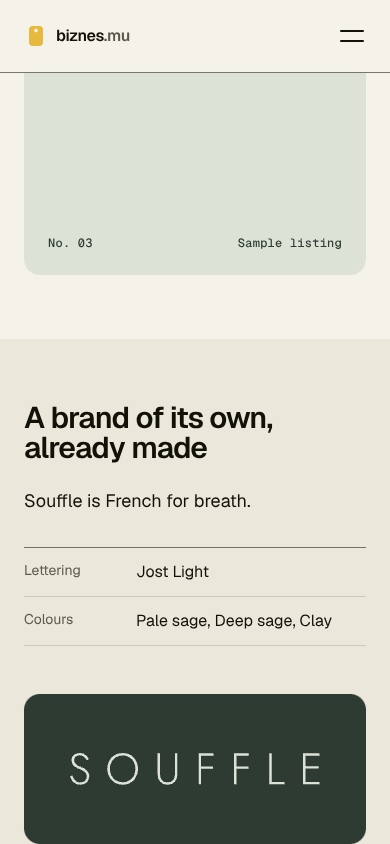 biznes.mu
No. 03
Sample listing
A brand of its own,
already made
Souffle is French for breath.
Lettering
Jost Light
Colours
Pale sage, Deep sage, Clay
SOUFFLE